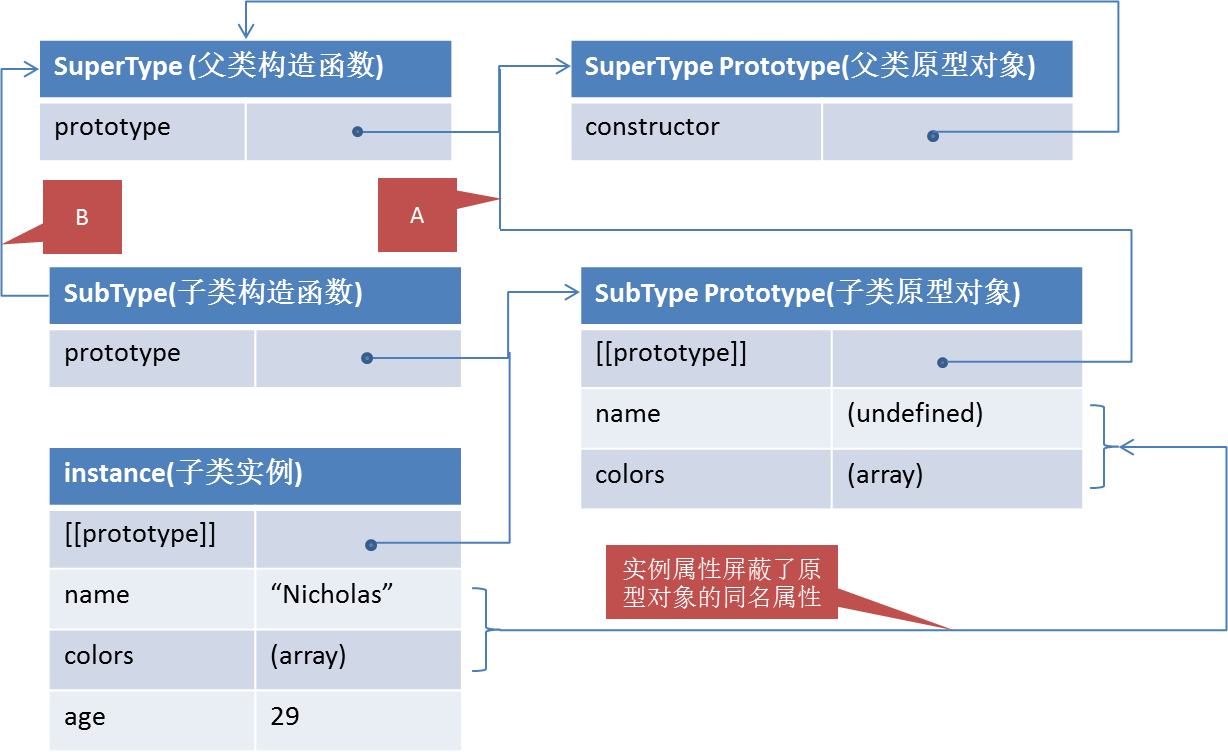 SuperType (父类构造函数)
prototype
SuperType Prototype(父类原型对象)
constructor
B
A
SubType(子类构造函数)
prototype
SubType Prototype(子类原型对象)
[[prototype]]
name (undefined)
colors (array)
instance(子类实例)
[[prototype]]
name “Nicholas”
colors (array)
age 29
实例属性屏蔽了原
型对象的同名属性